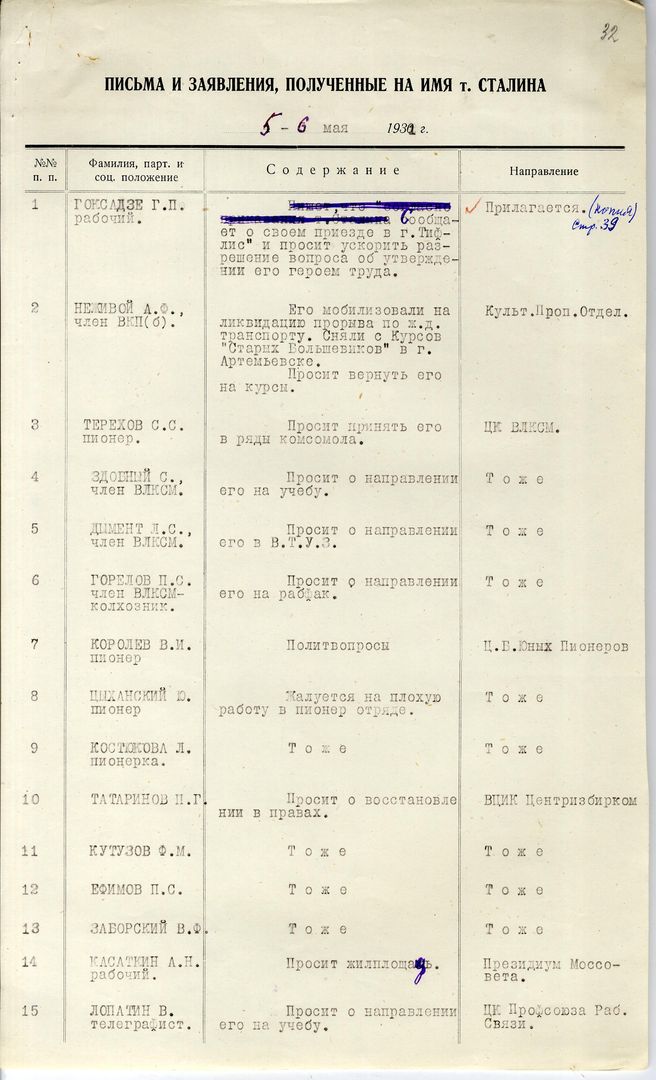 32
ПИСЬМА И ЗАЯВЛЕНИЯ, ПОЛУЧЕННЫЕ НА ИМЯ т. СТАЛИНА
5 - 6 мая 1931 г.
№№ п. п. Фамилия, парт. и соц. положение Содержание Направление
1 ГОКСАДЗЕ Г.П. Пишет, что "согласно ✓ Прилагается. (копия)
рабочий. приказания т.Сталина Сообща- Стр. 39
ет о своем приезде в г.Тиф-
лис" и просит ускорить раз-
решение вопроса об утвержде-
нии его героем труда.
2 НЕЖИВОЙ А.Ф., Его мобилизовали на Культ.Проп.Отдел.
член ВКП(б). ликвидацию прорыва по ж.д.
транспорту. Сняли с Курсов
"Старых Большевиков" в г.
Артемьевске.
Просит вернуть его
на курсы.
3 ТЕРЕХОВ С.С. Просит принять его ЦК ВЛКСМ.
пионер. в ряды комсомола.
4 ЗДОБНЫЙ С., Просит о направлении Т о ж е
член ВЛКСМ. его на учебу.
5 ДЫМЕНТ Л.С., Просит о направлении Т о ж е
член ВЛКСМ. его в В.Т.У.З.
6 ГОРЕЛОВ П.С. Просит о направлении Т о ж е
член ВЛКСМ- его на рабфак.
колхозник.
7 КОРОЛЕВ В.И. Политвопросы Ц.Б.Юных Пионеров
пионер
8 ЦЫХАНСКИЙ Ю. Жалуется на плохую Т о ж е
пионер работу в пионер отряде.
9 КОСТЮКОВА Л. Т о ж е Т о ж е
пионерка.
10 ТАТАРИНОВ П.Г. Просит о восстановле ВЦИК Центризбирком
нии в правах.
11 КУТУЗОВ Ф.М. Т о ж е Т о ж е
12 ЕФИМОВ П.С. Т о ж е Т о ж е
13 ЗАБОРСКИЙ В.Ф. Т о ж е Т о ж е
14 КАСАТКИН А.Н. Просит жилплощадь. Президиум Моссо-
рабочий. вета.
15 ЛОПАТИН В. Просит о направлении ЦК Профсоюза Раб.
телеграфист. его на учебу. Связи.